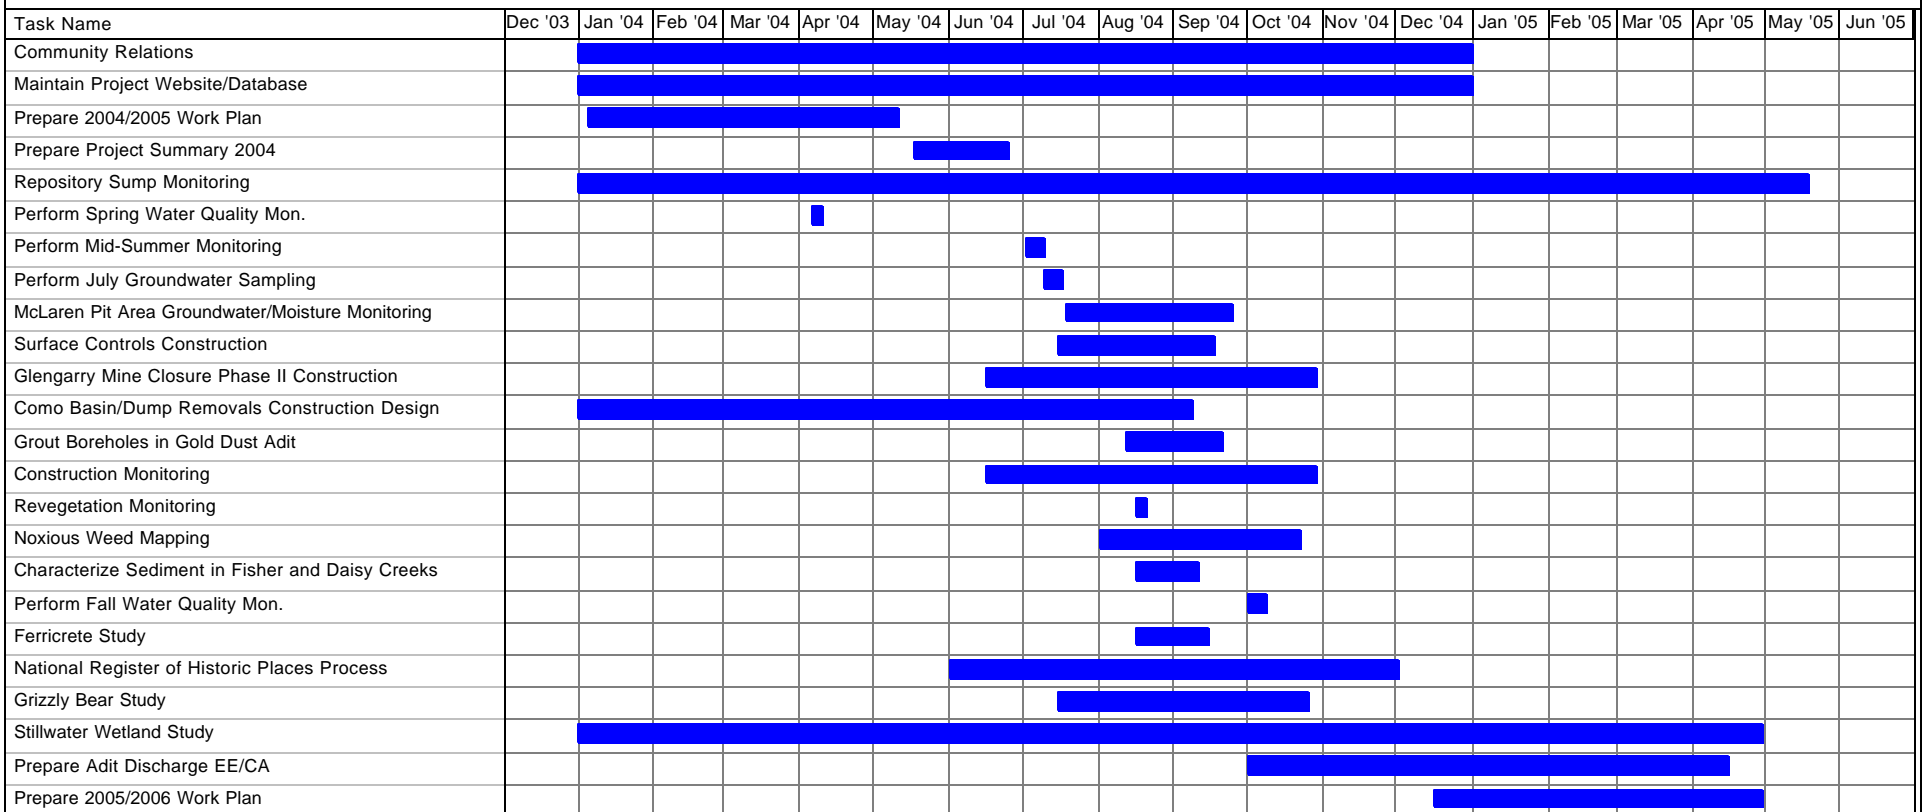 Task Name Dec '03 Jan '04 Feb '04 Mar '04 Apr '04 May '04 Jun '04 Jul '04 Aug '04 Sep '04 Oct '04 Nov '04 Dec '04 Jan '05 Feb '05 Mar '05 Apr '05 May '05 Jun '05
Community Relations
Maintain Project Website/Database
Prepare 2004/2005 Work Plan
Prepare Project Summary 2004
Repository Sump Monitoring
Perform Spring Water Quality Mon.
Perform Mid-Summer Monitoring
Perform July Groundwater Sampling
McLaren Pit Area Groundwater/Moisture Monitoring
Surface Controls Construction
Glengarry Mine Closure Phase II Construction
Como Basin/Dump Removals Construction Design
Grout Boreholes in Gold Dust Adit
Construction Monitoring
Revegetation Monitoring
Noxious Weed Mapping
Characterize Sediment in Fisher and Daisy Creeks
Perform Fall Water Quality Mon.
Ferricrete Study
National Register of Historic Places Process
Grizzly Bear Study
Stillwater Wetland Study
Prepare Adit Discharge EE/CA
Prepare 2005/2006 Work Plan